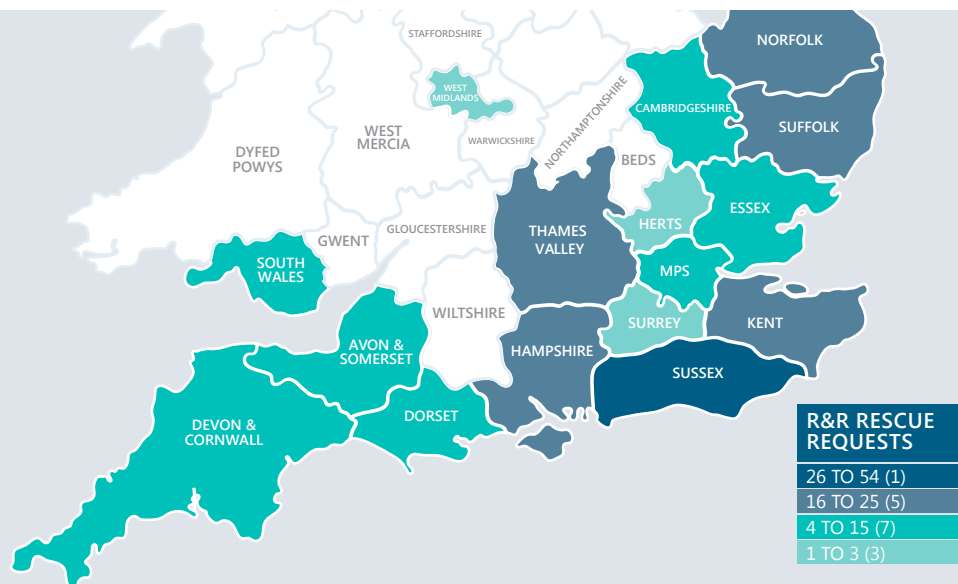 STAFFORDSHIRE
NORFOLK
WEST
MIDLANDS
NORTHAMPTONSHIRE
CAMBRIDGESHIRE
SUFFOLK
WEST
MERCIA
WARWICKSHIRE
DYFED
POWYS
BEDS
ESSEX
GWENT
GLOUCESTERSHIRE
THAMES
VALLEY
HERTS
SOUTH
WALES
MPS
WILTSHIRE
SURREY
KENT
AVON &
SOMERSET
HAMPSHIRE
SUSSEX
DEVON &
CORNWALL
DORSET
R&R RESCUE
REQUESTS
26 TO 54 (1)
16 TO 25 (5)
4 TO 15 (7)
1 TO 3 (3)